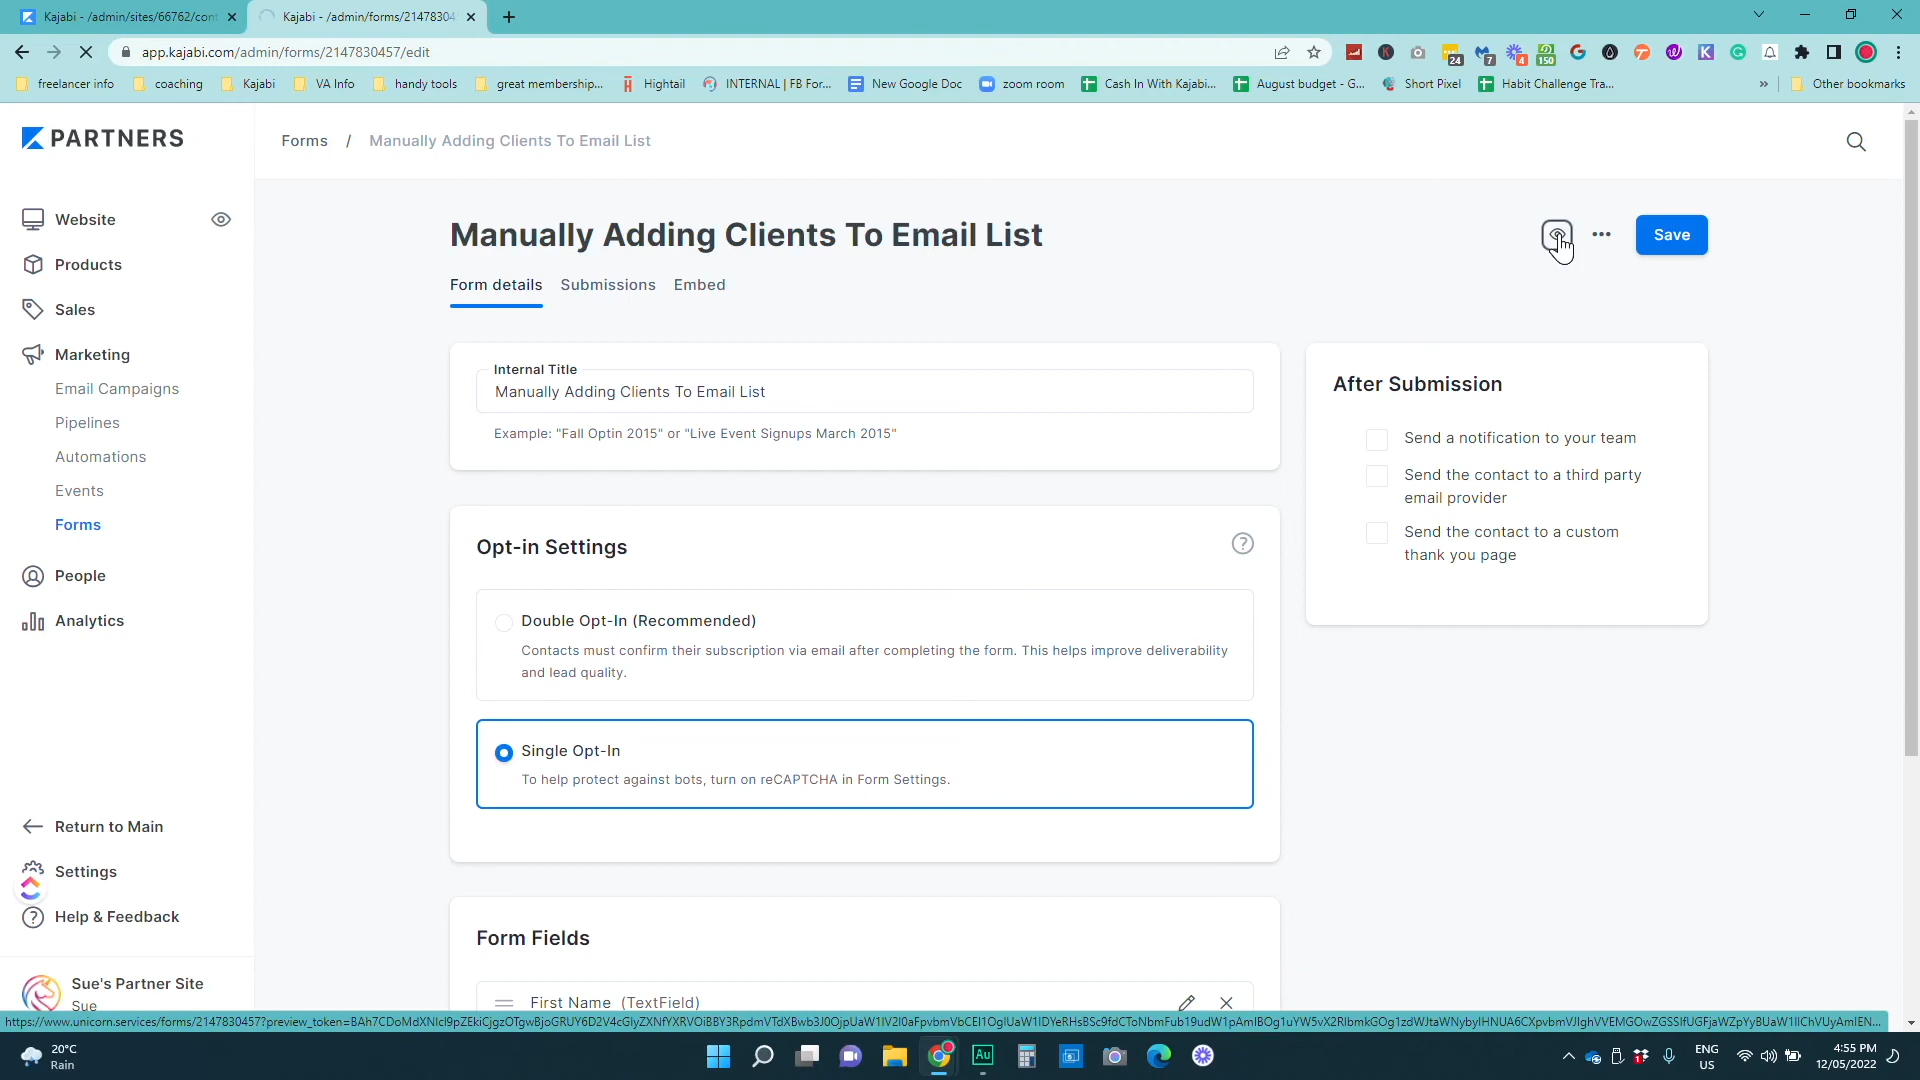 Kajabi - /admin/sites/66762/cont
Kajabi - /admin/forms/21478304
app.kajabi.com/admin/forms/2147830457/edit
24
7
4
150
freelancer info
coaching
Kajabi
VA Info
handy tools
great membership...
Hightail
INTERNAL | FB For...
New Google Doc
zoom room
Cash In With Kajabi...
August budget - G...
Short Pixel
Habit Challenge Tra...
»
Other bookmarks
PARTNERS
Forms / Manually Adding Clients To Email List
Website
Products
Sales
Marketing
Email Campaigns
Pipelines
Automations
Events
Forms
People
Analytics
Return to Main
Settings
Help & Feedback
Sue's Partner Site
Sue
Manually Adding Clients To Email List
Save
Form details
Submissions
Embed
Internal Title
Manually Adding Clients To Email List
Example: "Fall Optin 2015" or "Live Event Signups March 2015"
Opt-in Settings
Double Opt-In (Recommended)
Contacts must confirm their subscription via email after completing the form. This helps improve deliverability
and lead quality.
Single Opt-In
To help protect against bots, turn on reCAPTCHA in Form Settings.
Form Fields
First Name (TextField)
After Submission
Send a notification to your team
Send the contact to a third party
email provider
Send the contact to a custom
thank you page
20°C
Rain
Au
ENG
US
4:55 PM
12/05/2022